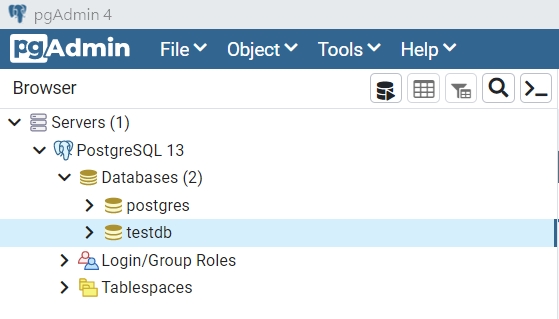 pgAdmin 4
pgAdmin File Object Tools Help
Browser
Servers (1)
PostgreSQL 13
Databases (2)
postgres
testdb
Login/Group Roles
Tablespaces